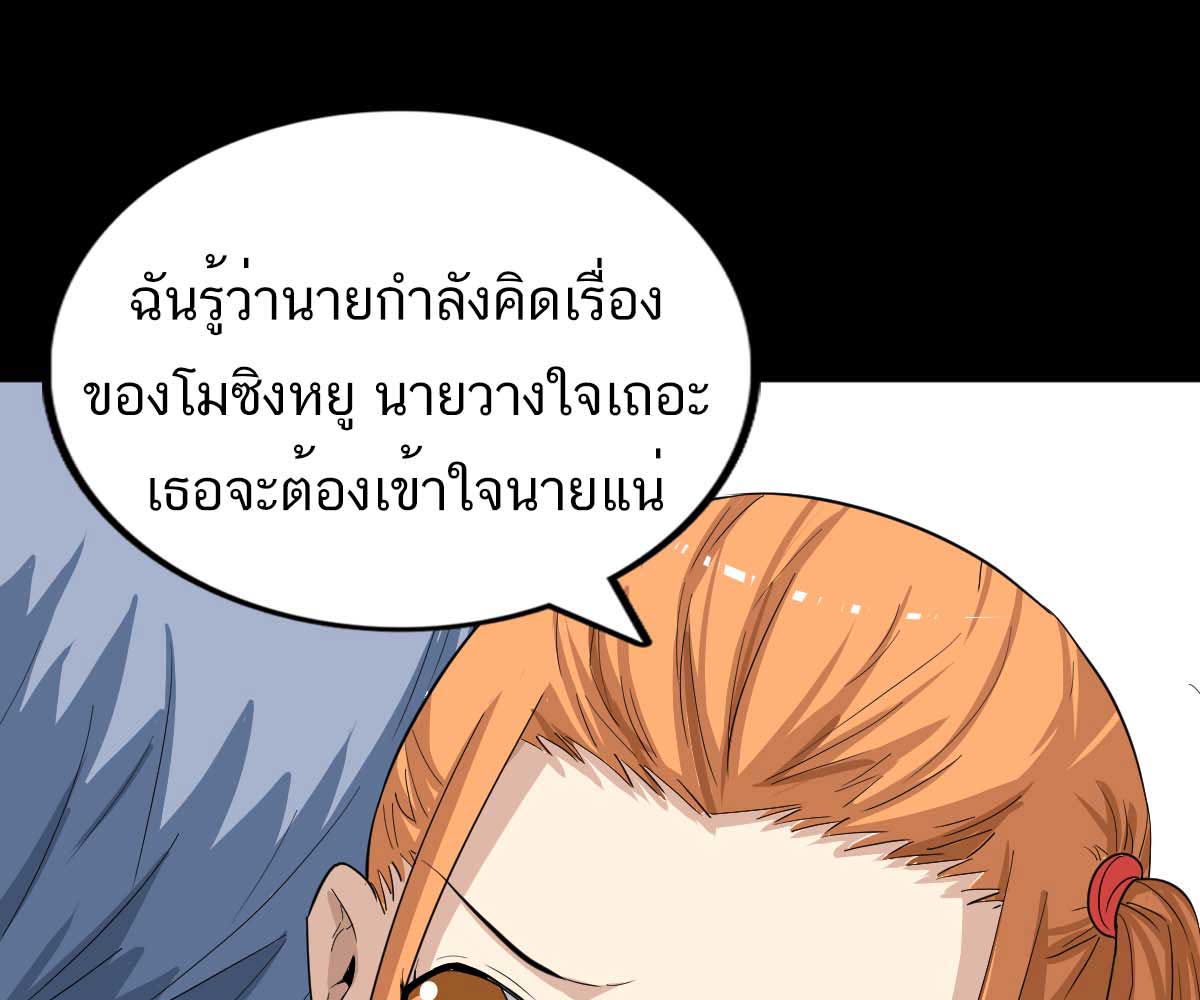 ฉันรู้ว่านายกำลังคิดเรื่อง
ของโมซิงหยู นายวางใจเถอะ
เธอจะต้องเข้าใจนายแน่